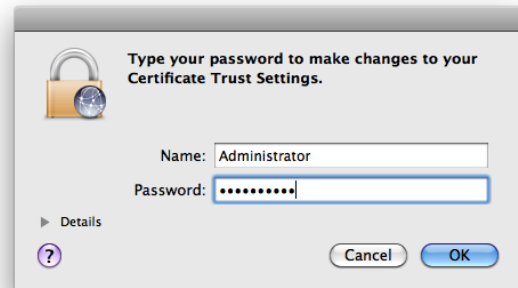 Type your password to make changes to your
Certificate Trust Settings.
Name: Administrator
Password: ••••••••••
Details
?
Cancel OK